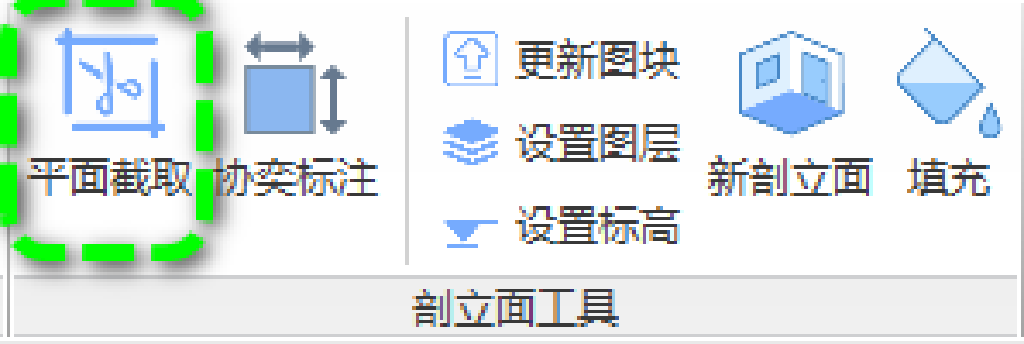 平面截取
协奕标注
更新图块
设置图层
设置标高
新剖立面
填充
剖立面工具